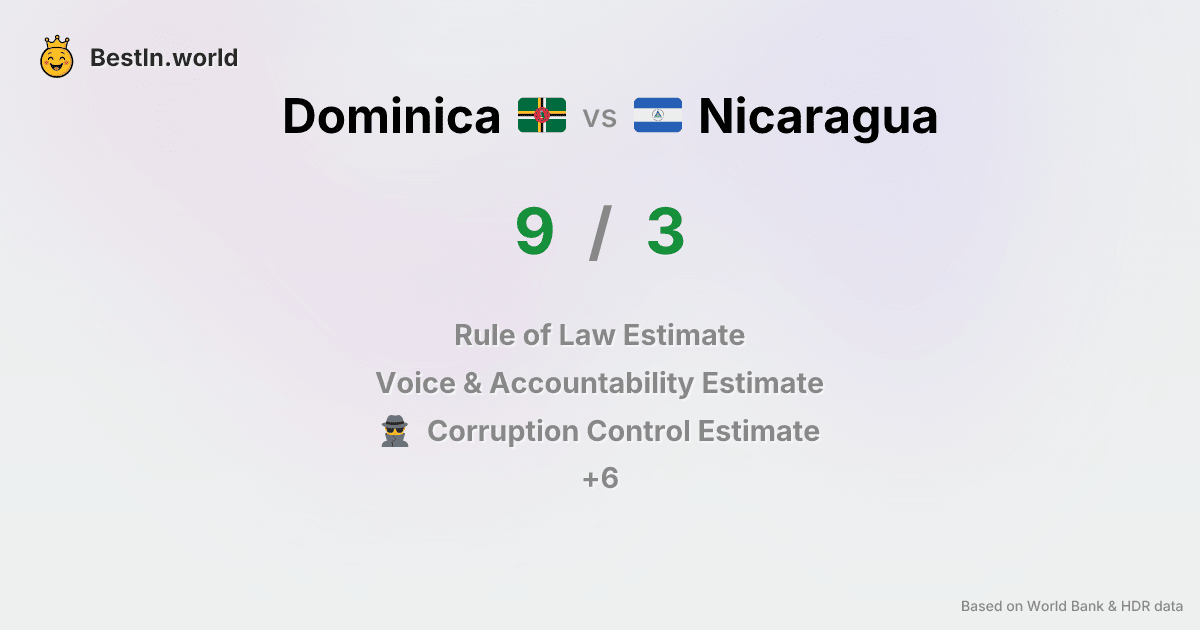 BestIn.world
Dominica vs Nicaragua
9 / 3
Rule of Law Estimate
Voice & Accountability Estimate
Corruption Control Estimate
+6
Based on World Bank & HDR data